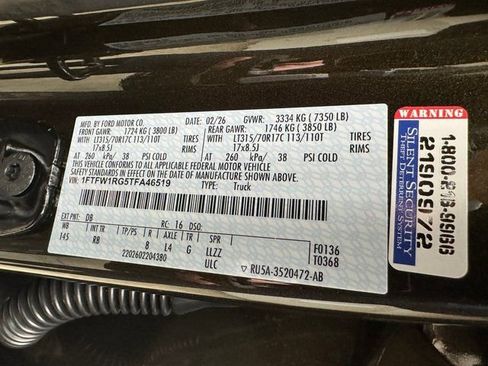 MFD. BY FORD MOTOR CO. 02/26 GVWR: 3334 KG ( 7350 LB)
FRONT GAWR: 1724 KG ( 3800 LB) REAR GAWR: 1746 KG ( 3850 LB)
WITH LT315/70R17C 113/110T TIRES WITH LT315/70R17C 113/110T TIRES
17x8.5J RIMS 17x8.5J RIMS
AT 260 kPa/ 38 PSI COLD AT 260 kPa/ 38 PSI COLD
THIS VEHICLE CONFORMS TO ALL APPLICABLE FEDERAL MOTOR VEHICLE
SAFETY STANDARDS IN EFFECT ON THE DATE OF MANUFACTURE SHOWN ABOVE.
VIN: 1FTFW1RG5TFA46519 TYPE: Truck
EXT PNT: DB RC: 16 DSO:
WB BRK INT TR TP/PS R AXLE TR SPR F0136
145 RB 8 L4 G LLZZ T0368
2202602204380 ULC RU5A-3520472-AB
WARNING
SILENT SECURITY
THEFT DETERRENT SYSTEM